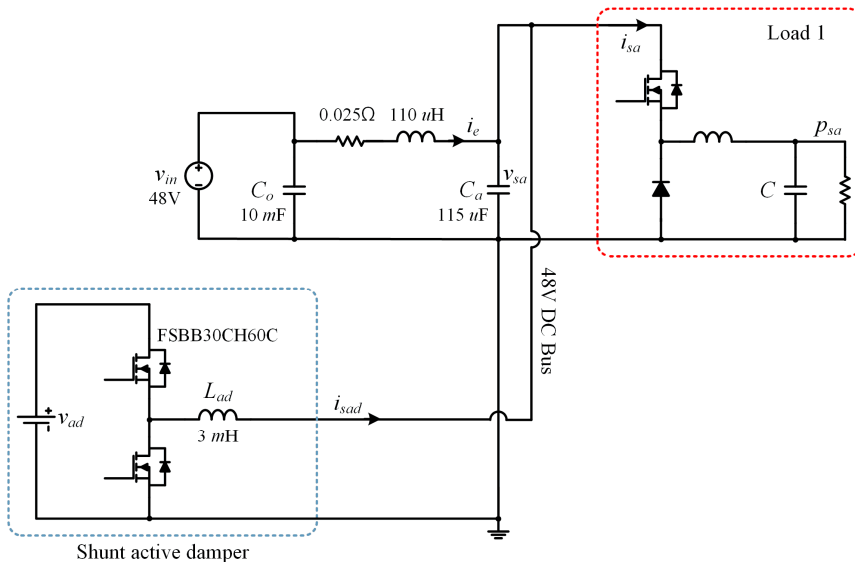 Load 1
i_sa
0.025Ω
110 uH
i_e
p_sa
v_in
48V
C_o
10 mF
C_a
115 uF
v_sa
C
48V DC Bus
FSBB30CH60C
v_ad
L_ad
3 mH
i_sad
Shunt active damper